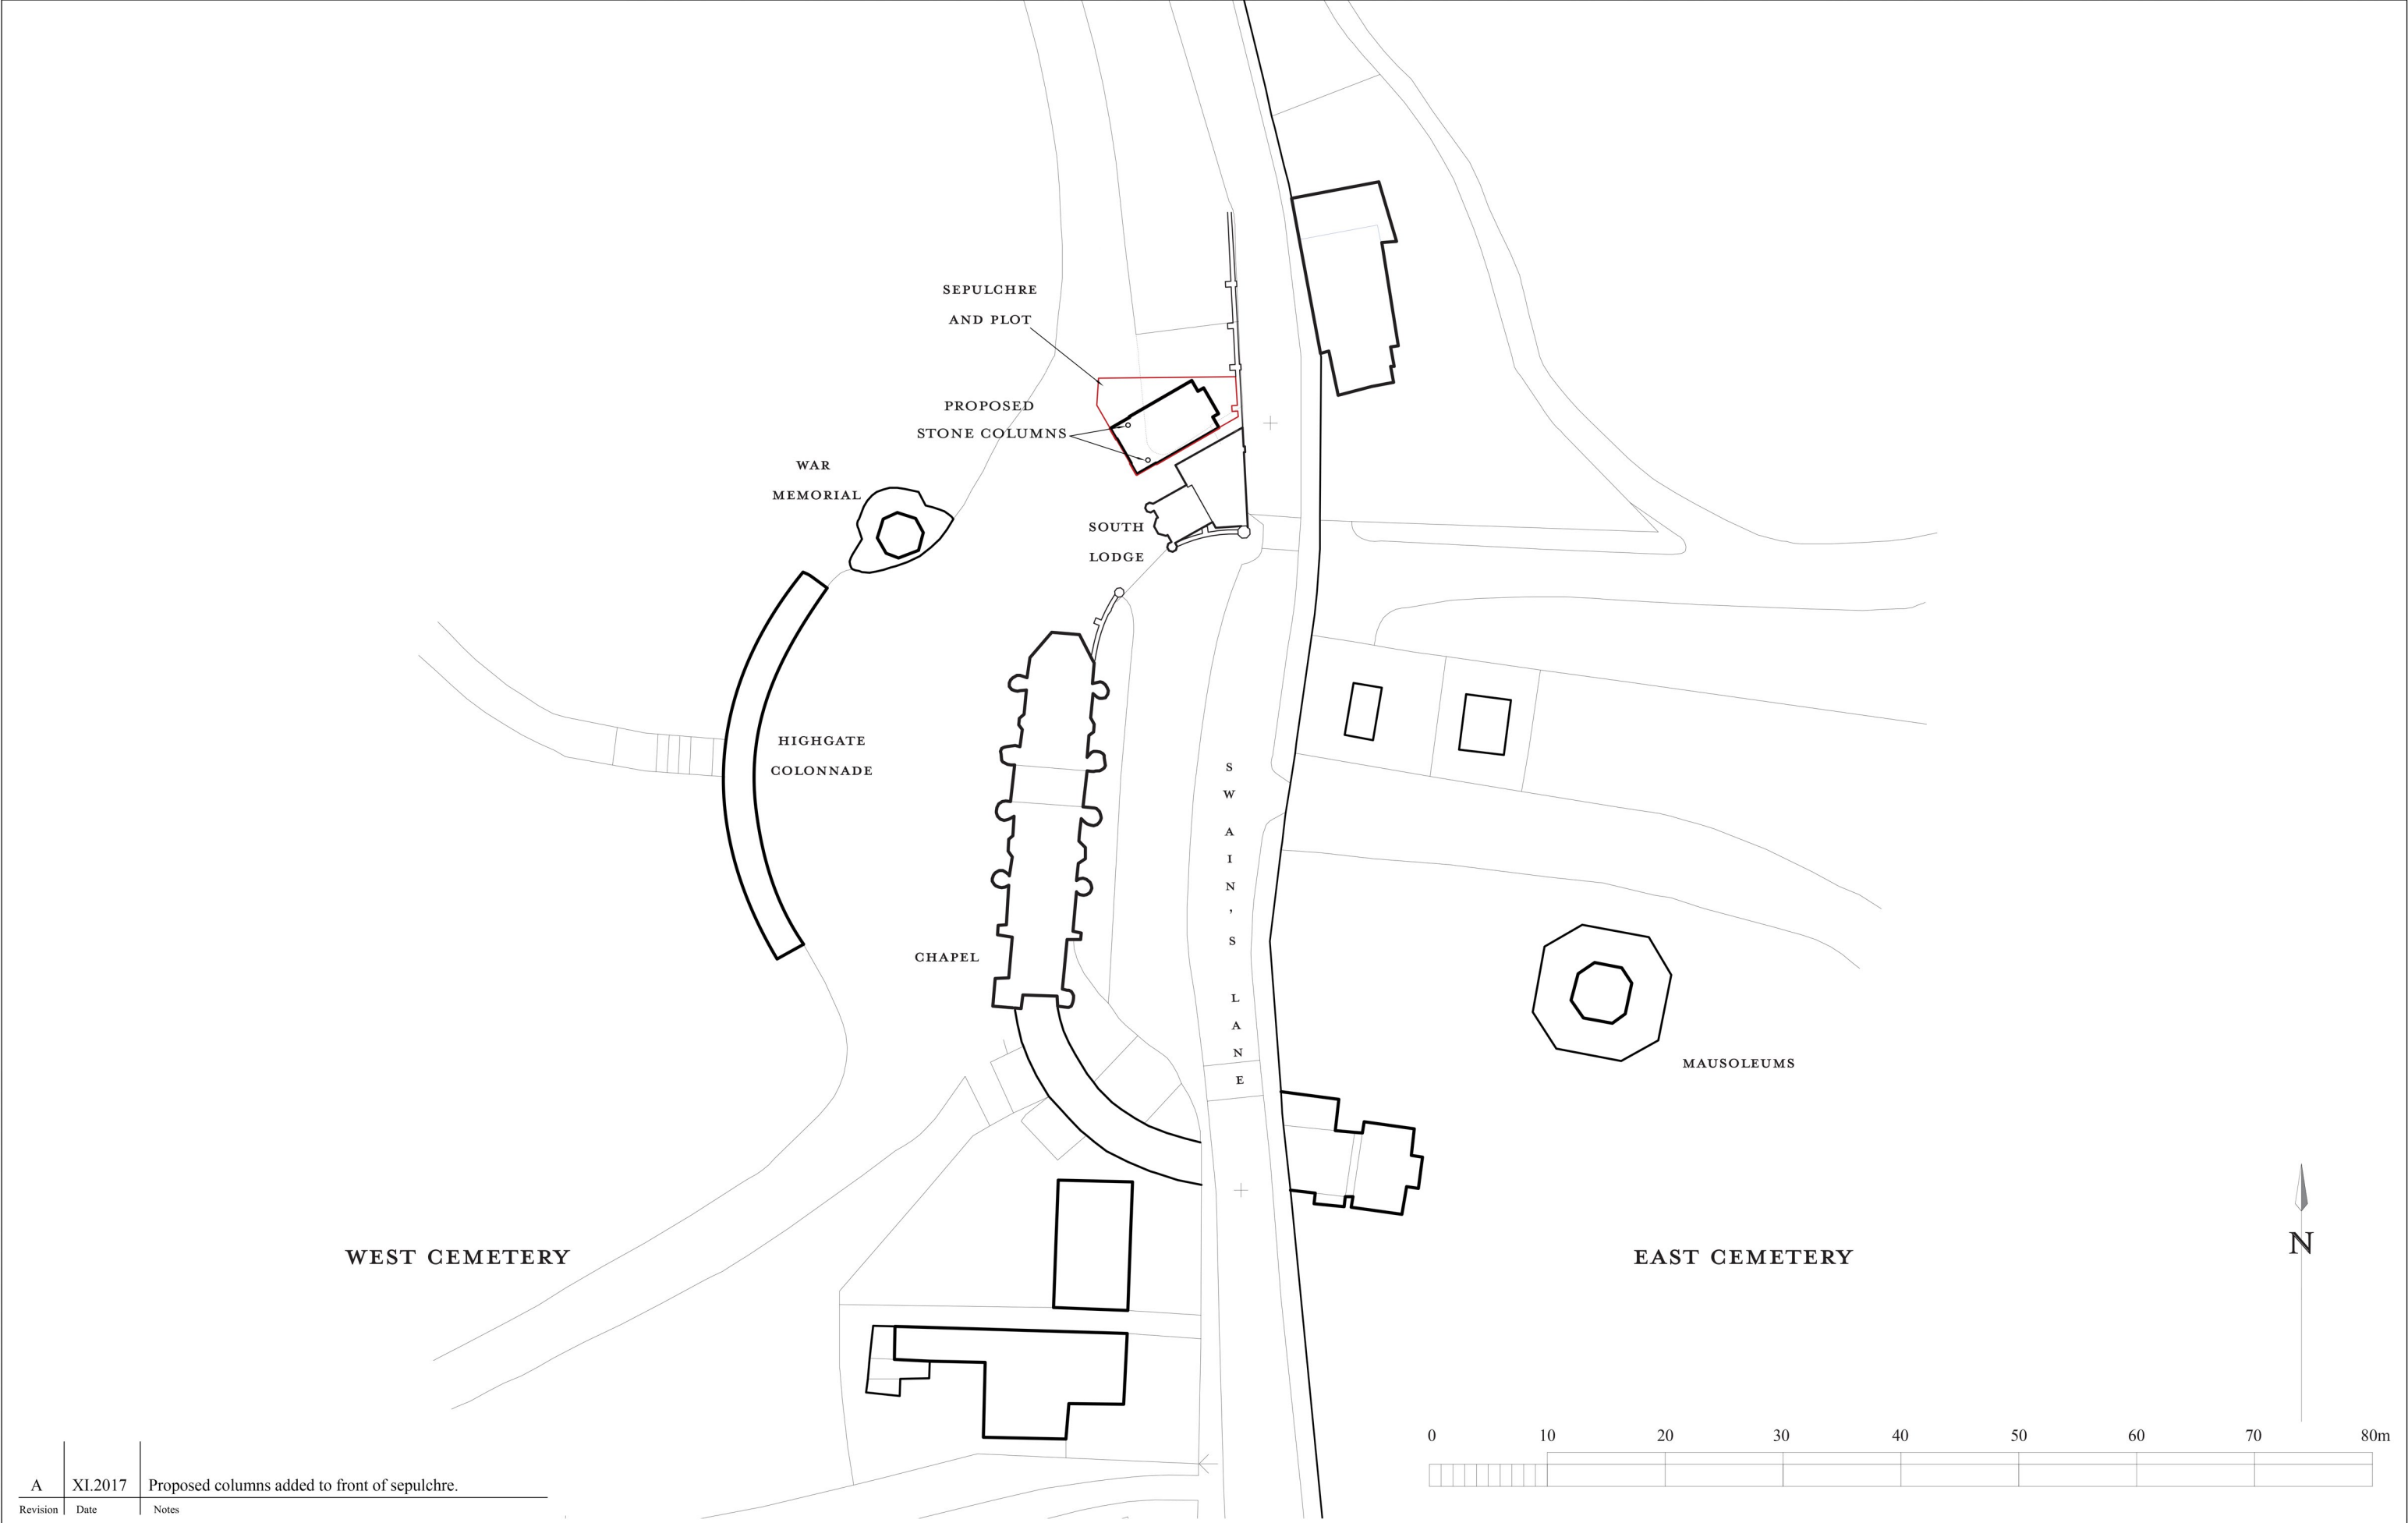 SEPULCHRE
AND PLOT
PROPOSED
STONE COLUMNS
WAR
MEMORIAL
SOUTH
LODGE
HIGHGATE
COLONNADE
SWAIN'S LANE
CHAPEL
MAUSOLEUMS
WEST CEMETERY
EAST CEMETERY
N
0 10 20 30 40 50 60 70 80m
A XI.2017 Proposed columns added to front of sepulchre.
Revision Date Notes